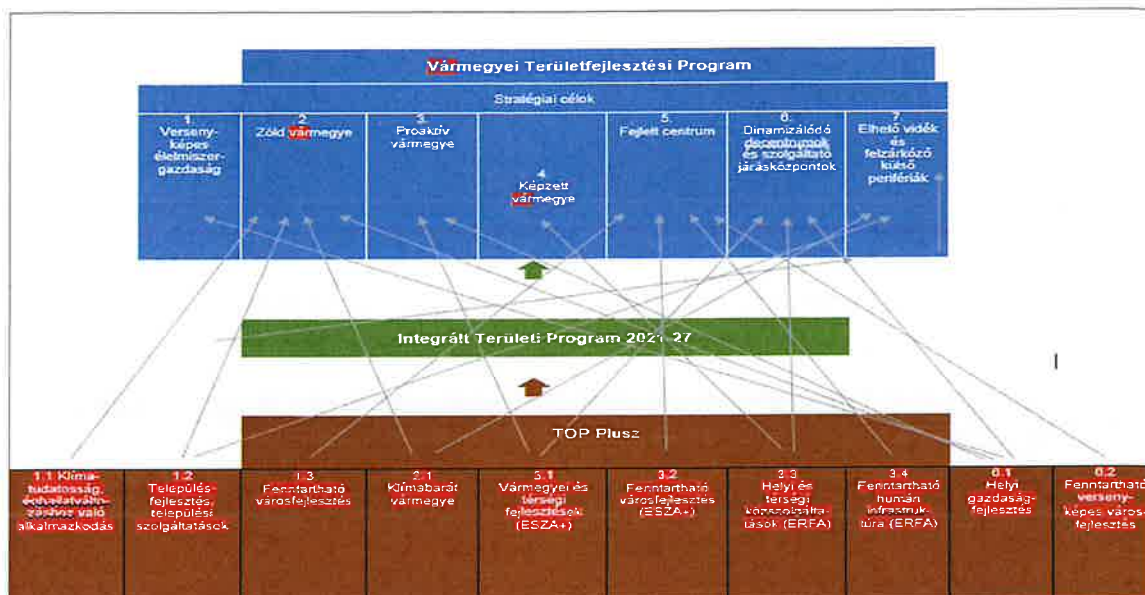 Vármegyei Területfejlesztési Program
Stratégiai célok
1.
Verseny-
képes
élelmiszer-
gazdaság
2.
Zöld vármegye
3.
Proaktív
vármegye
4.
Képzett
vármegye
5.
Fejlett centrum
6.
Dinamizálódó
decentrumok
és szolgáltató
járásközpontok
7.
Élhető vidék
és
felzárkózó
külső
perifériák
Integrált Területi Program 2021-27
TOP Plusz
1.1 Klíma-
tudatosság,
éghajlatválto-
záshoz való
alkalmazkodás
1.2
Település-
fejlesztés,
települési
szolgáltatások
1.3
Fenntartható
városfejlesztés
2.1
Klímabarát
vármegye
3.1
Vármegyei és
térségi
fejlesztések
(ESZA+)
3.2
Fenntartható
városfejlesztés
(ESZA+)
3.3
Helyi és
térségi
közszolgálta-
tások (ERFA)
3.4
Fenntartható
humán
infrastruk-
túra (ERFA)
6.1
Helyi
gazdaság-
fejlesztés
6.2
Fenntartható
verseny-
képes város-
fejlesztés